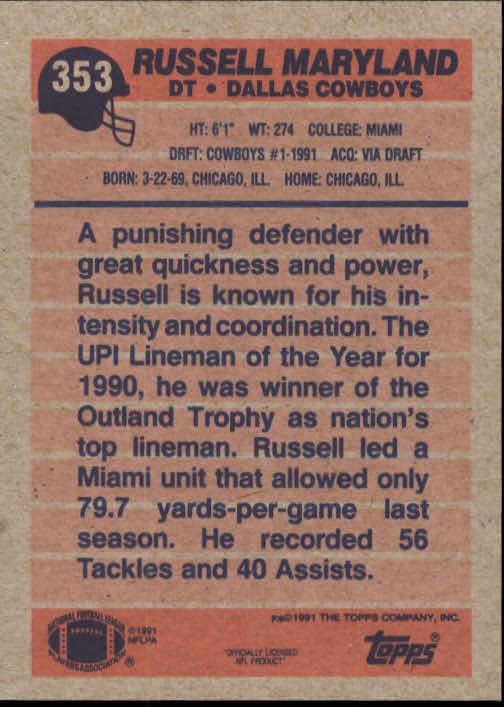 353
RUSSELL MARYLAND
DT • DALLAS COWBOYS
HT: 6'1" WT: 274 COLLEGE: MIAMI
DRFT: COWBOYS #1-1991 ACQ: VIA DRAFT
BORN: 3-22-69, CHICAGO, ILL. HOME: CHICAGO, ILL.
A punishing defender with
great quickness and power,
Russell is known for his in-
tensity and coordination. The
UPI Lineman of the Year for
1990, he was winner of the
Outland Trophy as nation's
top lineman. Russell led a
Miami unit that allowed only
79.7 yards-per-game last
season. He recorded 56
Tackles and 40 Assists.
NATIONAL FOOTBALL LEAGUE
PLAYERS ASSOCIATION ®
©1991
NFLPA
"OFFICIALLY LICENSED
NFL PRODUCT"
©1991 THE TOPPS COMPANY, INC.
TOPPS®